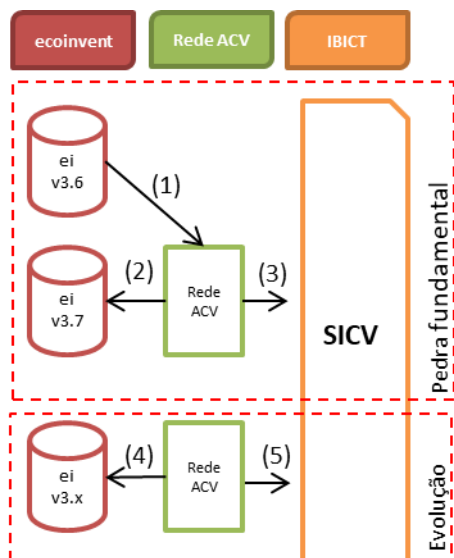 ecoinvent
Rede ACV
IBICT
ei
v3.6
(1)
ei
v3.7
(2)
Rede
ACV
(3)
SICV
Pedra fundamental
ei
v3.x
(4)
Rede
ACV
(5)
Evolução